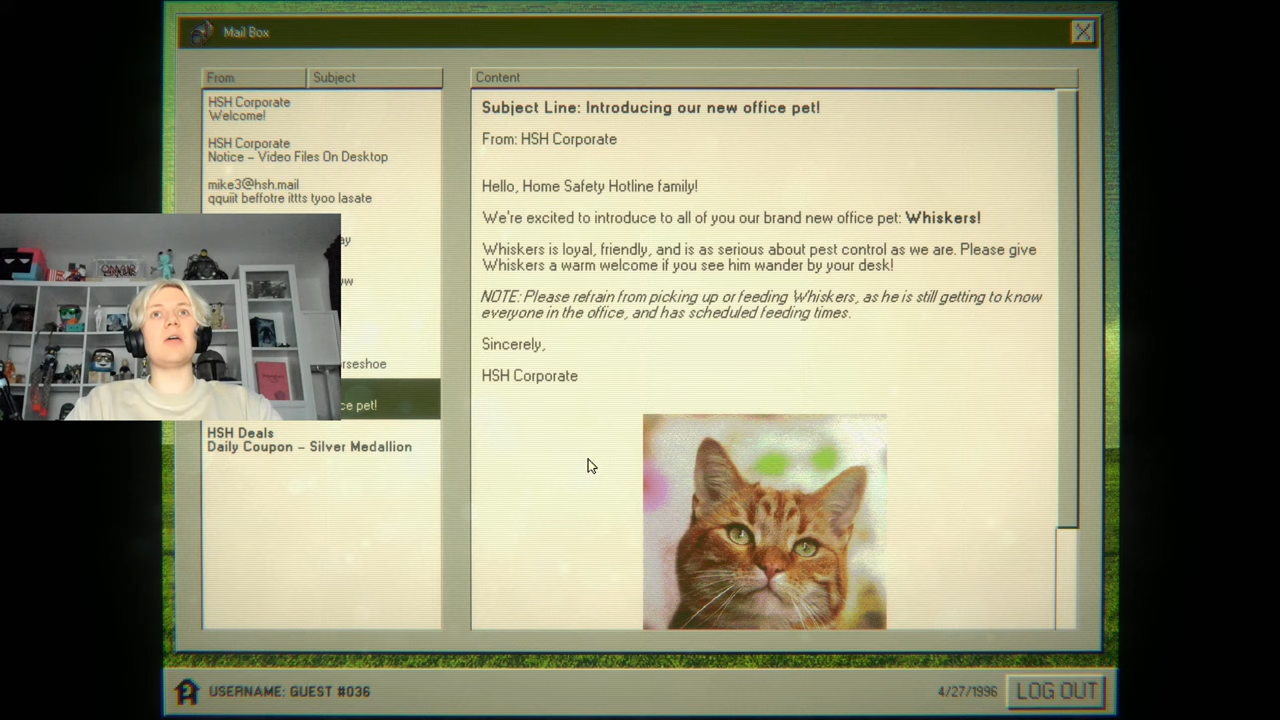 Mail Box
From
Subject
Content
HSH Corporate
Welcome!
HSH Corporate
Notice – Video Files On Desktop
mike3@hsh.mail
qquiit beffotre ittts tyoo lasate
ay
rseshoe
ce pet!
HSH Deals
Daily Coupon – Silver Medallion
Subject Line: Introducing our new office pet!
From: HSH Corporate
Hello, Home Safety Hotline family!
We're excited to introduce to all of you our brand new office pet: Whiskers!
Whiskers is loyal, friendly, and is as serious about pest control as we are. Please give
Whiskers a warm welcome if you see him wander by your desk!
NOTE: Please refrain from picking up or feeding Whiskers, as he is still getting to know
everyone in the office, and has scheduled feeding times.
Sincerely,
HSH Corporate
USERNAME: GUEST #036
4/27/1996
LOG OUT